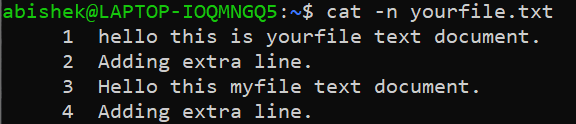 abishek@LAPTOP-IOQMNGQ5:~$ cat -n yourfile.txt
1 hello this is yourfile text document.
2 Adding extra line.
3 Hello this myfile text document.
4 Adding extra line.